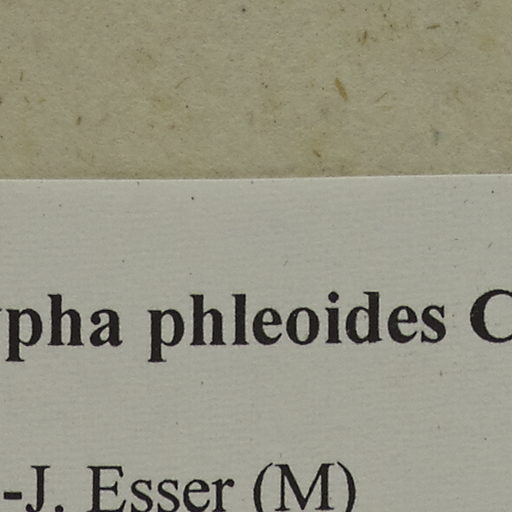 ypha phleoides C
-J. Esser (M)